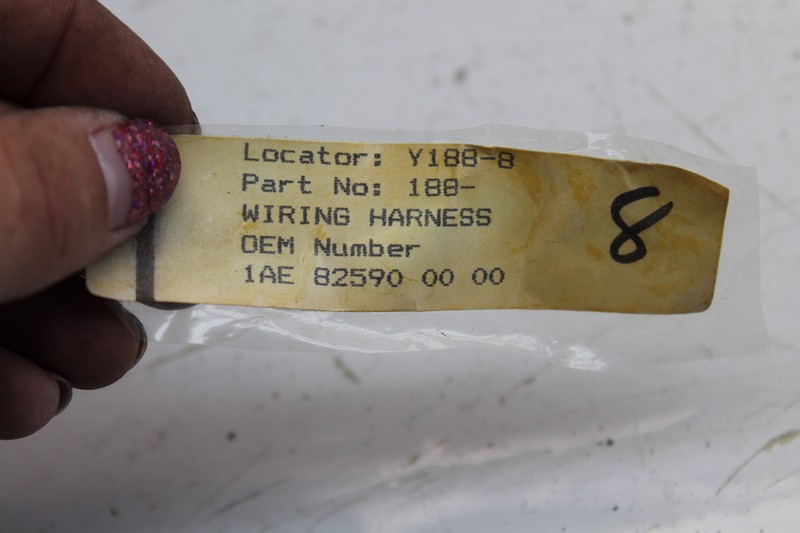 Locator: Y188-8
Part No: 188-
WIRING HARNESS
OEM Number
1AE 82590 00 00
8